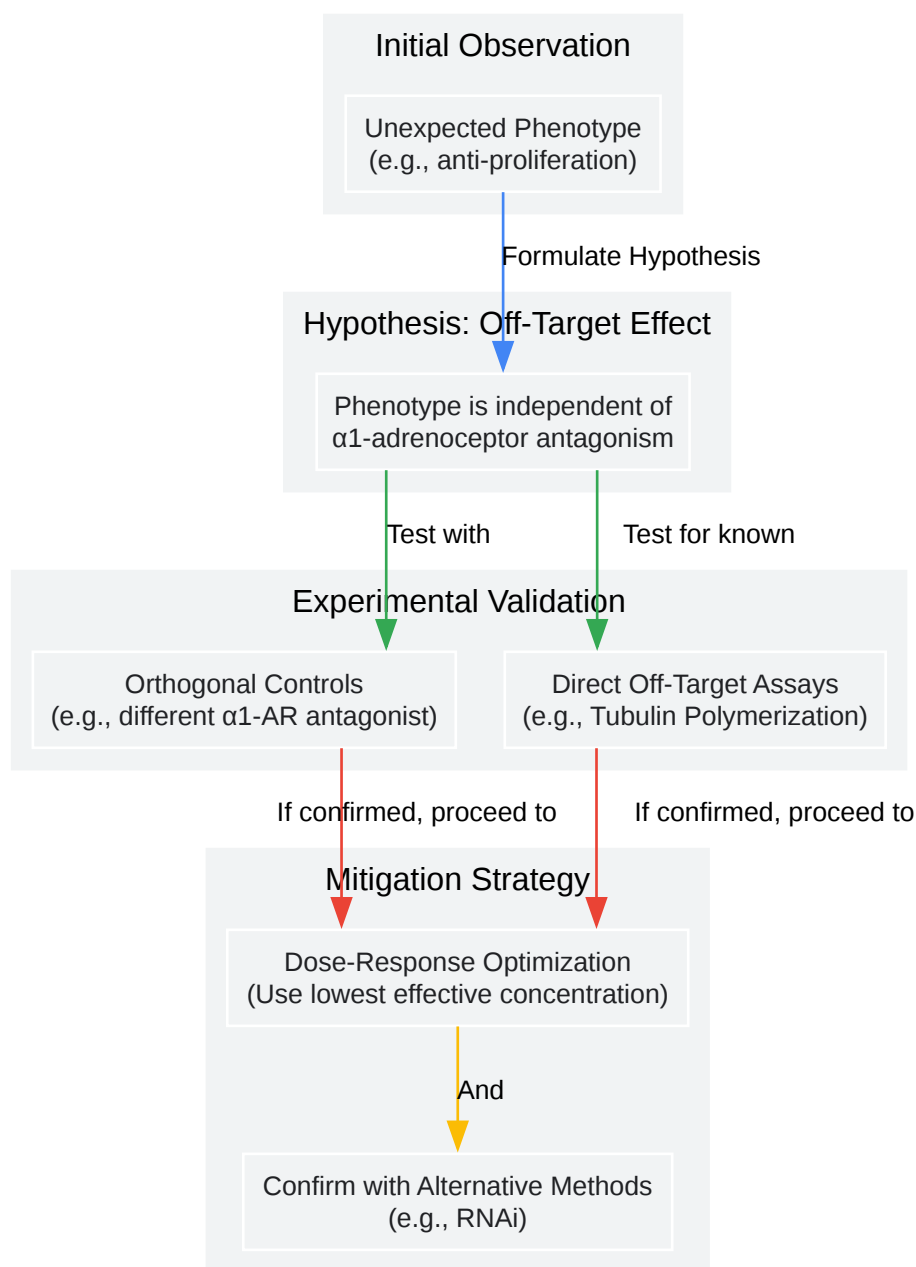 Initial Observation
Unexpected Phenotype
(e.g., anti-proliferation)
Formulate Hypothesis
Hypothesis: Off-Target Effect
Phenotype is independent of
α1-adrenoceptor antagonism
Test with
Test for known
Experimental Validation
Orthogonal Controls
(e.g., different α1-AR antagonist)
Direct Off-Target Assays
(e.g., Tubulin Polymerization)
If confirmed, proceed to
If confirmed, proceed to
Mitigation Strategy
Dose-Response Optimization
(Use lowest effective concentration)
And
Confirm with Alternative Methods
(e.g., RNAi)